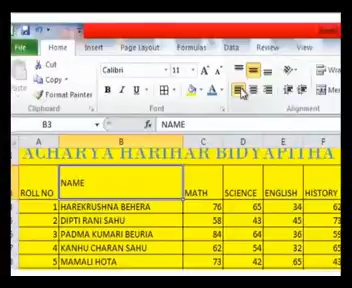 File Home Insert Page Layout Formulas Data Review View
Cut
Copy
Format Painter
Clipboard
Calibri 11 A A
B I U A
Font
Alignment
B3 fx NAME
A B C D E F
ACHARYA HARIHAR BIDYAPITHA
ROLL NO NAME MATH SCIENCE ENGLISH HISTORY
1 HAREKRUSHNA BEHERA 76 65 34
2 DIPTI RANI SAHU 58 43 45
3 PADMA KUMARI BEURIA 84 64 36
4 KANHU CHARAN SAHU 62 54 32
5 MAMALI HOTA 73 42 65